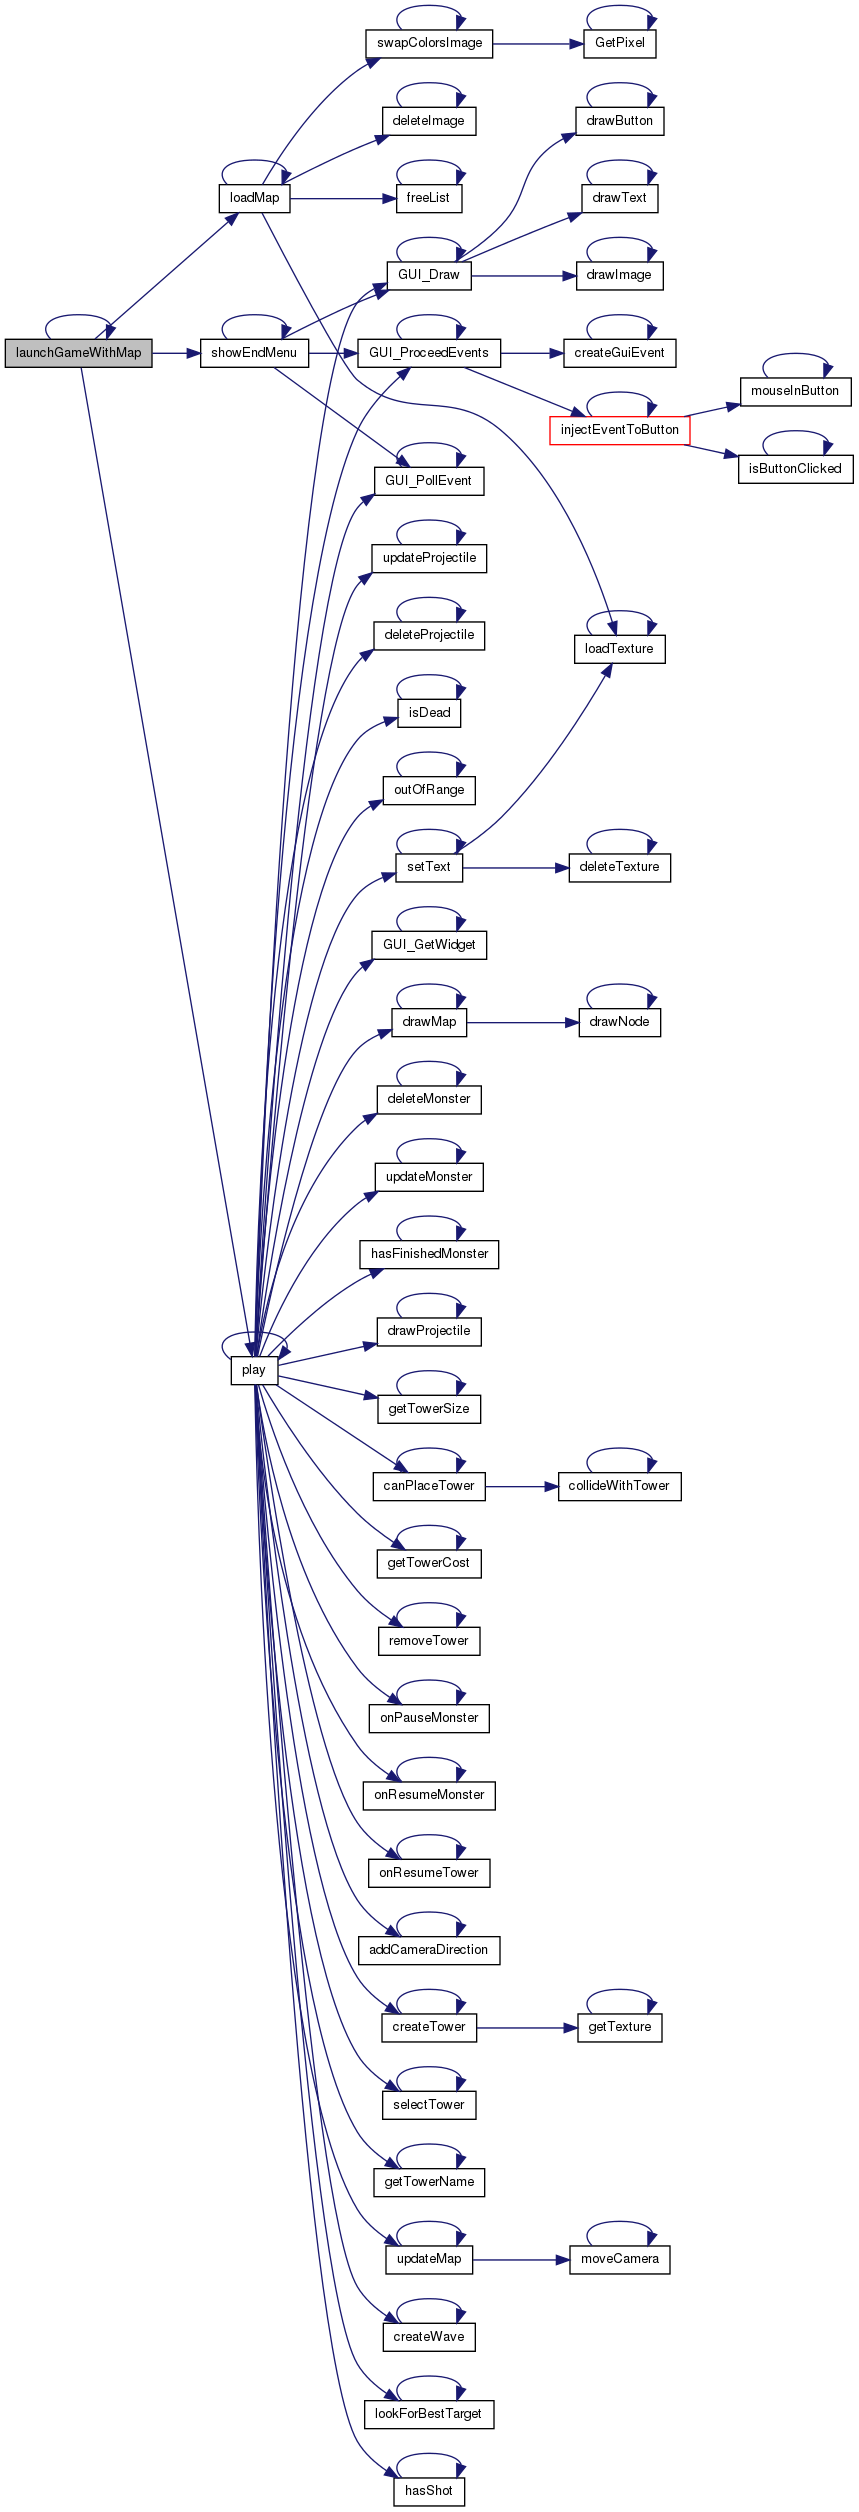 swapColorsImage
GetPixel
deleteImage
drawButton
loadMap
freeList
drawText
GUI_Draw
drawImage
launchGameWithMap
showEndMenu
GUI_ProceedEvents
createGuiEvent
mouseInButton
injectEventToButton
isButtonClicked
GUI_PollEvent
updateProjectile
deleteProjectile
loadTexture
isDead
outOfRange
setText
deleteTexture
GUI_GetWidget
drawMap
drawNode
deleteMonster
updateMonster
hasFinishedMonster
drawProjectile
play
getTowerSize
canPlaceTower
collideWithTower
getTowerCost
removeTower
onPauseMonster
onResumeMonster
onResumeTower
addCameraDirection
createTower
getTexture
selectTower
getTowerName
updateMap
moveCamera
createWave
lookForBestTarget
hasShot